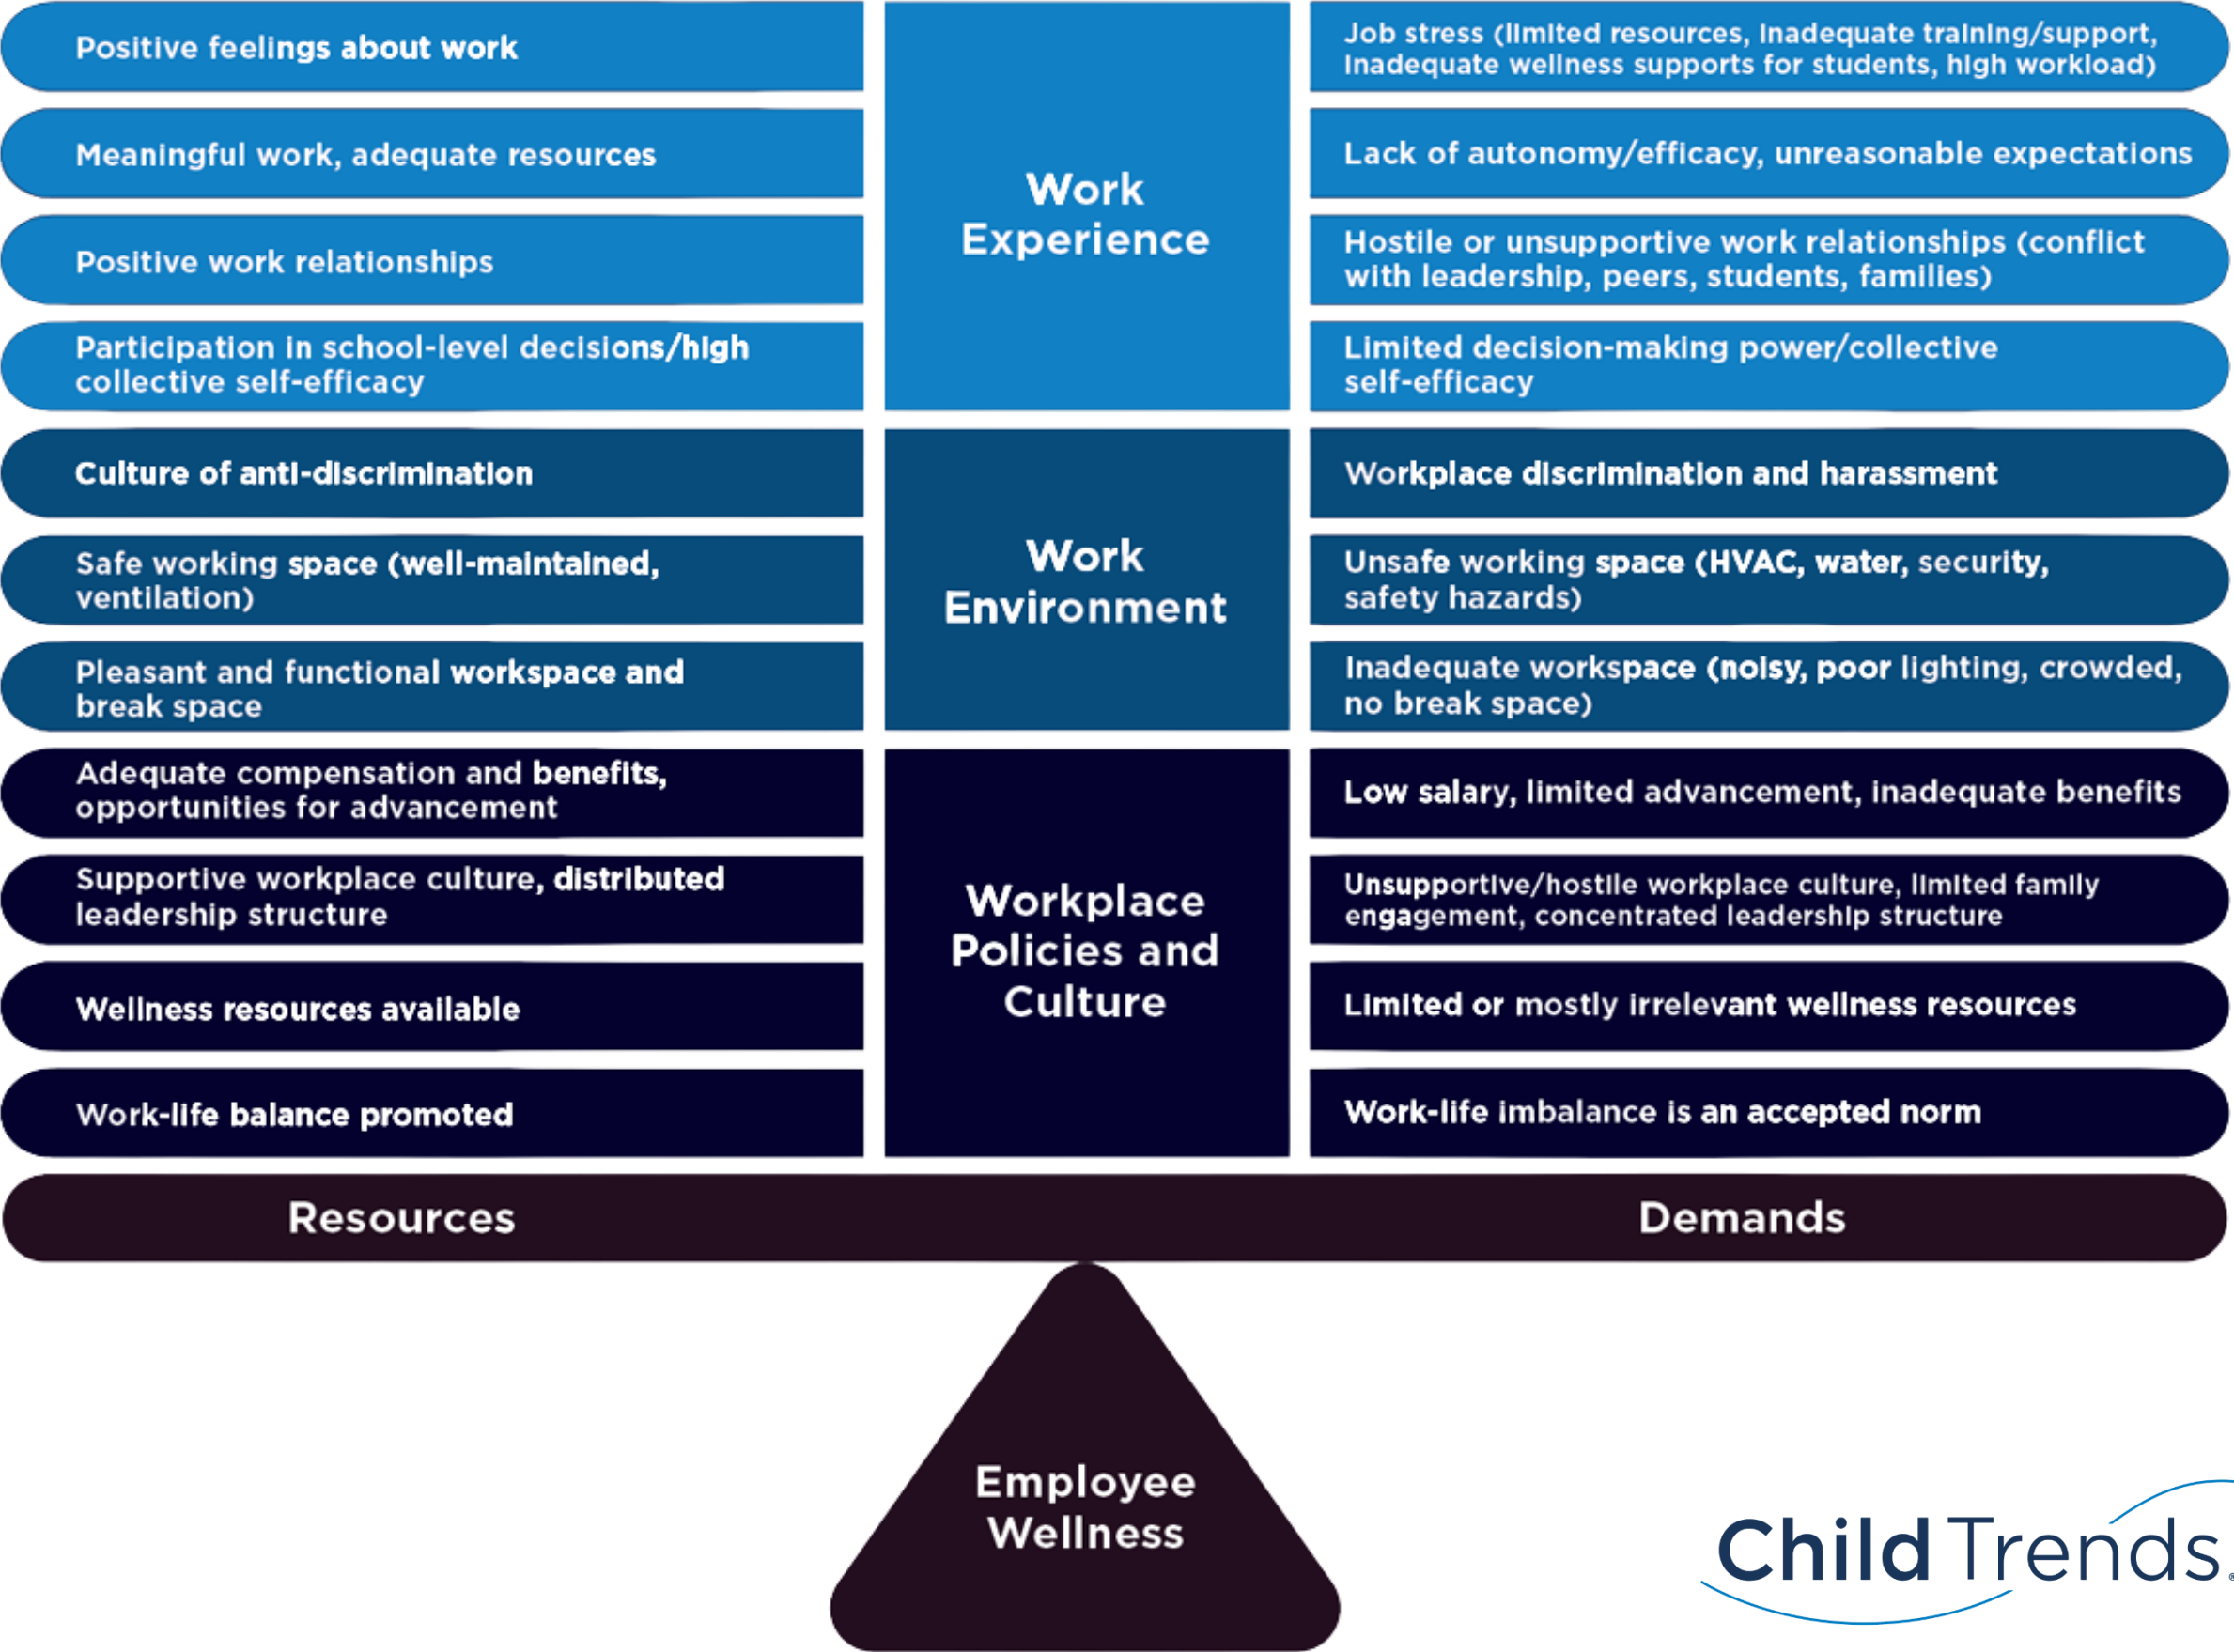 Positive feelings about work
Meaningful work, adequate resources
Positive work relationships
Participation in school-level decisions/high
collective self-efficacy
Work
Experience
Job stress (limited resources, inadequate training/support,
inadequate wellness supports for students, high workload)
Lack of autonomy/efficacy, unreasonable expectations
Hostile or unsupportive work relationships (conflict
with leadership, peers, students, families)
Limited decision-making power/collective
self-efficacy
Culture of anti-discrimination
Safe working space (well-maintained,
ventilation)
Pleasant and functional workspace and
break space
Work
Environment
Workplace discrimination and harassment
Unsafe working space (HVAC, water, security,
safety hazards)
Inadequate workspace (noisy, poor lighting, crowded,
no break space)
Adequate compensation and benefits,
opportunities for advancement
Supportive workplace culture, distributed
leadership structure
Wellness resources available
Work-life balance promoted
Workplace
Policies and
Culture
Low salary, limited advancement, inadequate benefits
Unsupportive/hostile workplace culture, limited family
engagement, concentrated leadership structure
Limited or mostly irrelevant wellness resources
Work-life imbalance is an accepted norm
Resources
Demands
Employee
Wellness
Child Trends®